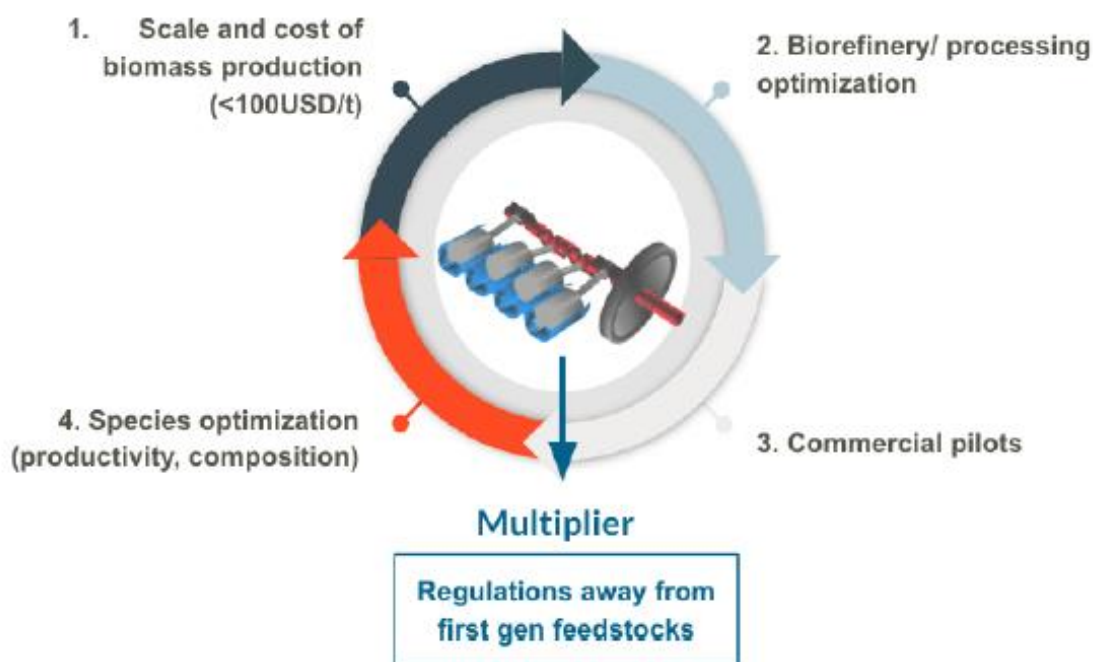 1. Scale and cost of
biomass production
(<100USD/t)
2. Biorefinery/ processing
optimization
3. Commercial pilots
4. Species optimization
(productivity, composition)
Multiplier
Regulations away from
first gen feedstocks